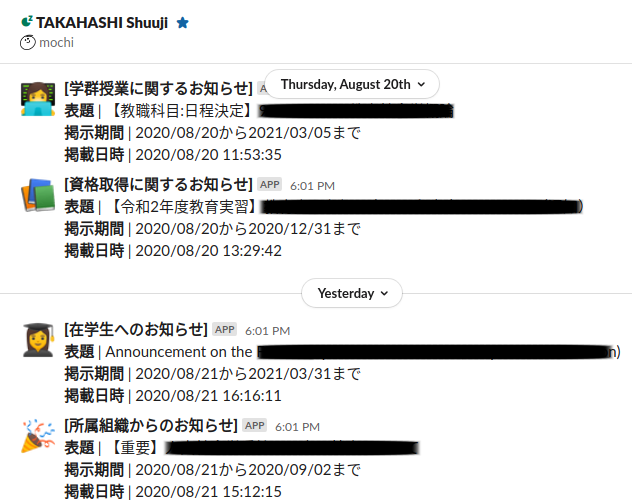 TAKAHASHI Shuuji
mochi
Thursday, August 20th
[学群授業に関するお知らせ]
表題 | 【教職科目:日程決定】
掲示期間 | 2020/08/20から2021/03/05まで
掲載日時 | 2020/08/20 11:53:35
[資格取得に関するお知らせ] APP 6:01 PM
表題 | 【令和2年度教育実習】
掲示期間 | 2020/08/20から2020/12/31まで
掲載日時 | 2020/08/20 13:29:42
Yesterday
[在学生へのお知らせ] APP 6:01 PM
表題 | Announcement on the
掲示期間 | 2020/08/21から2021/03/31まで
掲載日時 | 2020/08/21 16:16:11
[所属組織からのお知らせ] APP 6:01 PM
表題 | 【重要】
掲示期間 | 2020/08/21から2020/09/02まで
掲載日時 | 2020/08/21 15:12:15